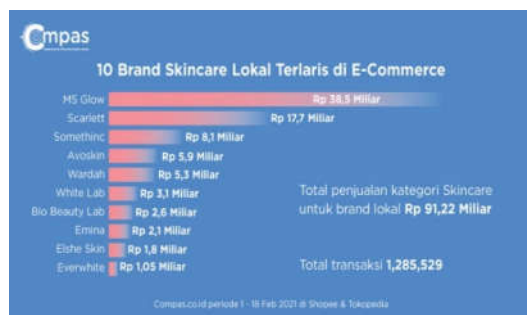 Compas
10 Brand Skincare Lokal Terlaris di E-Commerce
MS Glow Rp 38,5 Miliar
Scarlett Rp 17,7 Miliar
Somethinc Rp 8,1 Miliar
Avoskin Rp 5,9 Miliar
Wardah Rp 5,3 Miliar
White Lab Rp 3,1 Miliar
Bio Beauty Lab Rp 2,6 Miliar
Emina Rp 2,1 Miliar
Elshe Skin Rp 1,8 Miliar
Everwhite Rp 1,05 Miliar
Total penjualan kategori Skincare
untuk brand lokal Rp 91,22 Miliar
Total transaksi 1,285,529
Compas.co.id periode 1 - 18 Feb 2021 di Shopee & Tokopedia